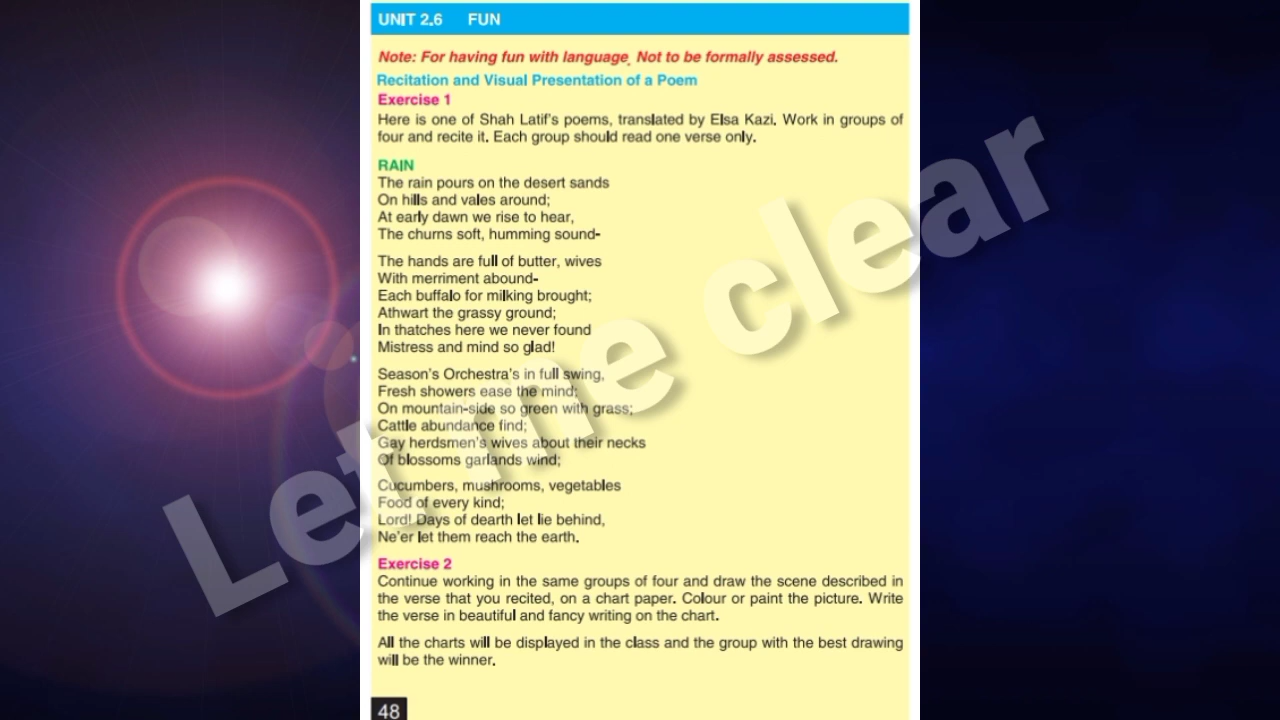 UNIT 2.6 FUN
Note: For having fun with language. Not to be formally assessed.
Recitation and Visual Presentation of a Poem
Exercise 1
Here is one of Shah Latif's poems, translated by Elsa Kazi. Work in groups of
four and recite it. Each group should read one verse only.
RAIN
The rain pours on the desert sands
On hills and vales around;
At early dawn we rise to hear,
The churns soft, humming sound-
The hands are full of butter, wives
With merriment abound-
Each buffalo for milking brought;
Athwart the grassy ground;
In thatches here we never found
Mistress and mind so glad!
Season's Orchestra's in full swing,
Fresh showers ease the mind;
On mountain-side so green with grass;
Cattle abundance find;
Gay herdsmen's wives about their necks
Of blossoms garlands wind;
Cucumbers, mushrooms, vegetables
Food of every kind;
Lord! Days of dearth let lie behind,
Ne'er let them reach the earth.
Exercise 2
Continue working in the same groups of four and draw the scene described in
the verse that you recited, on a chart paper. Colour or paint the picture. Write
the verse in beautiful and fancy writing on the chart.
All the charts will be displayed in the class and the group with the best drawing
will be the winner.
48
Let me clear